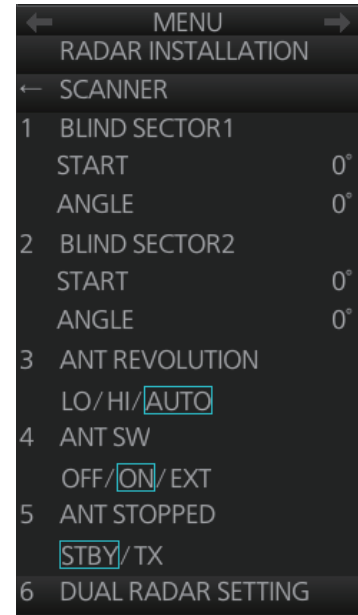 ← MENU →
RADAR INSTALLATION
← SCANNER
1 BLIND SECTOR1
START 0°
ANGLE 0°
2 BLIND SECTOR2
START 0°
ANGLE 0°
3 ANT REVOLUTION
LO/HI/AUTO
4 ANT SW
OFF/ON/EXT
5 ANT STOPPED
STBY/TX
6 DUAL RADAR SETTING